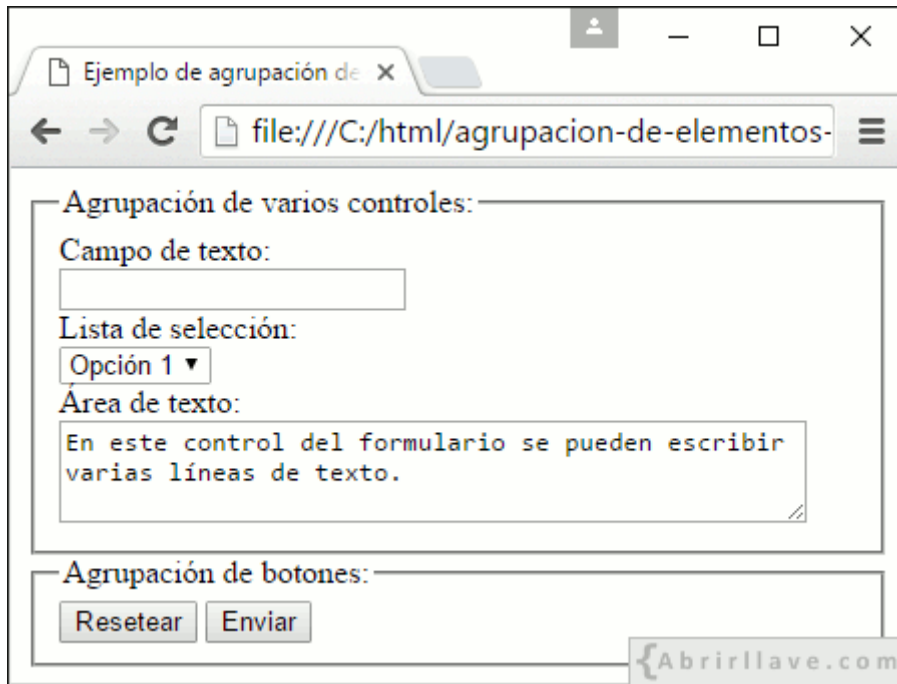 Ejemplo de agrupación de
file:///C:/html/agrupacion-de-elementos-
Agrupación de varios controles:
Campo de texto:
Lista de selección:
Opción 1
Área de texto:
En este control del formulario se pueden escribir
varias líneas de texto.
Agrupación de botones:
Resetear Enviar
{Abrirllave.com